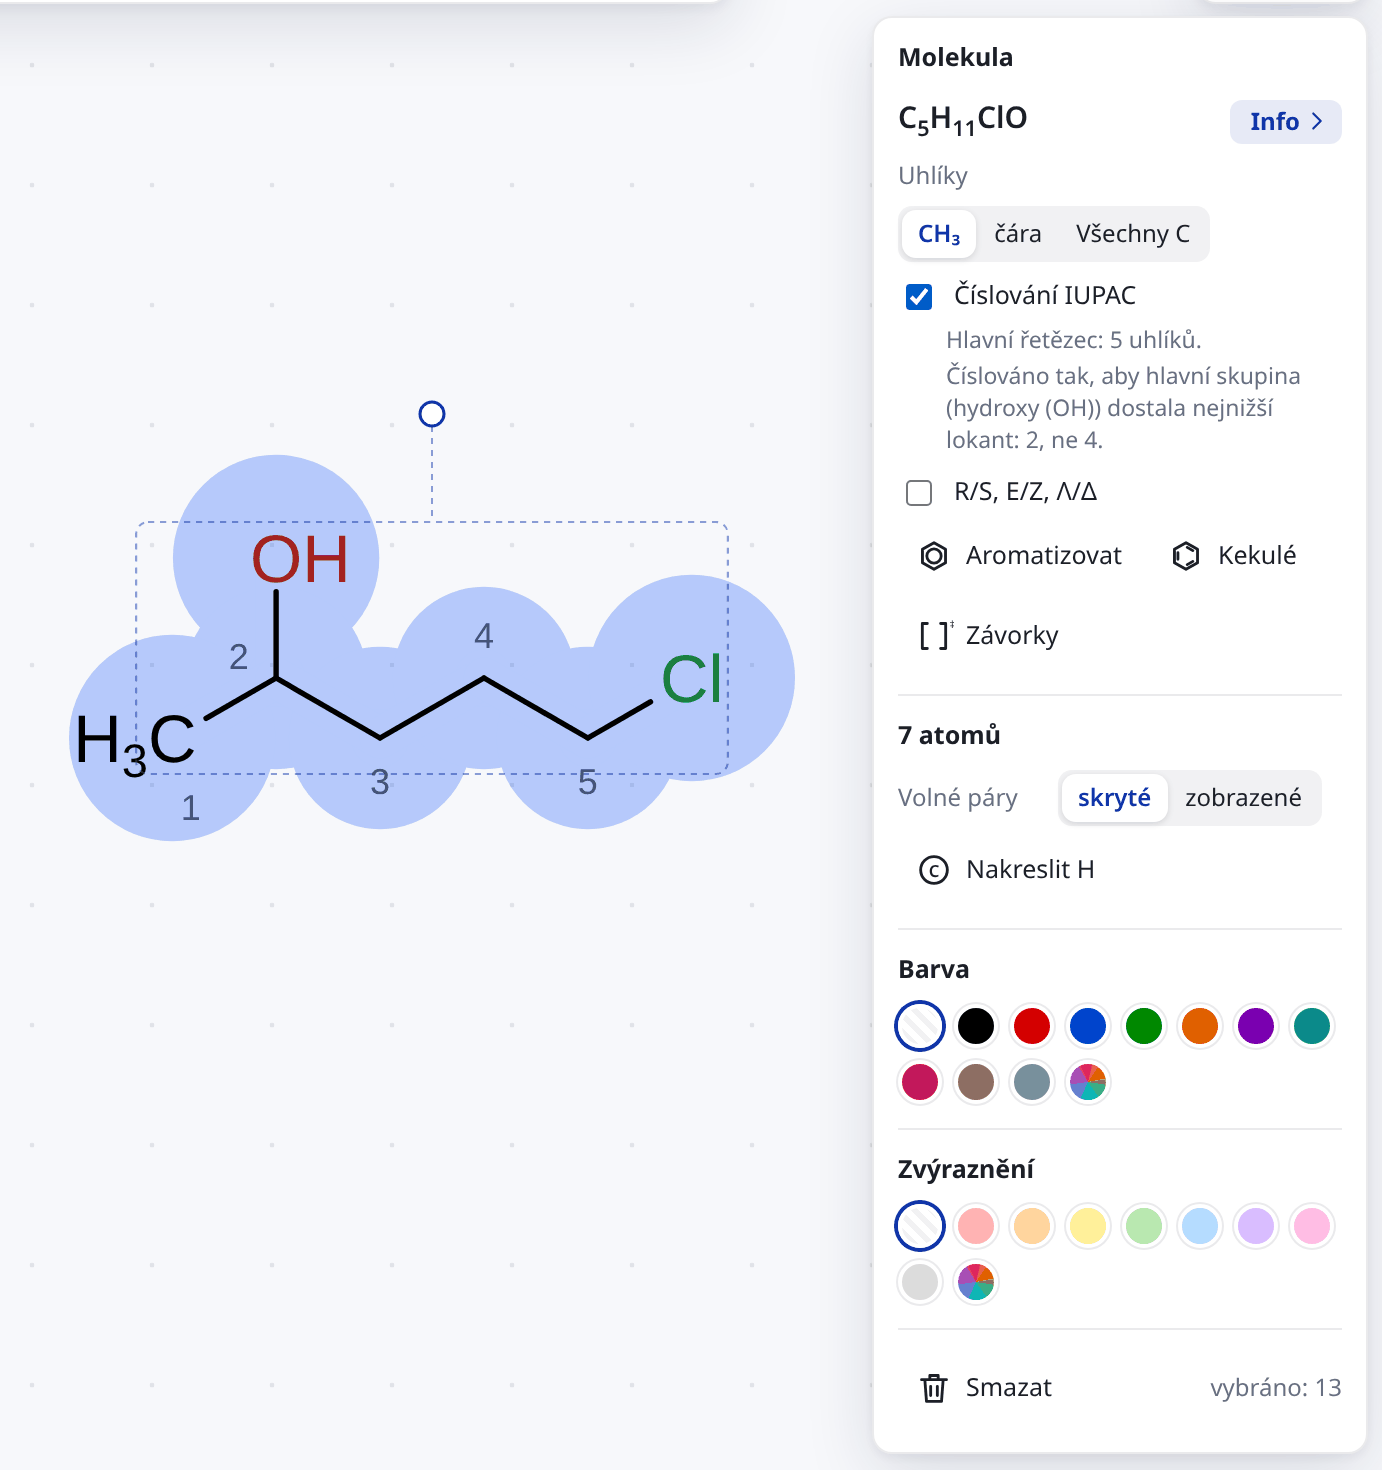 Molekula
C₅H₁₁ClO
Info
Uhlíky
CH₃ čára Všechny C
Číslování IUPAC
Hlavní řetězec: 5 uhlíků.
Číslováno tak, aby hlavní skupina
(hydroxy (OH)) dostala nejnižší
lokant: 2, ne 4.
R/S, E/Z, Λ/Δ
Aromatizovat Kekulé
[ ]‡ Závorky
7 atomů
Volné páry skryté zobrazené
C Nakreslit H
Barva
Zvýraznění
Smazat vybráno: 13
OH
2 4
Cl
H₃C
3 5
1